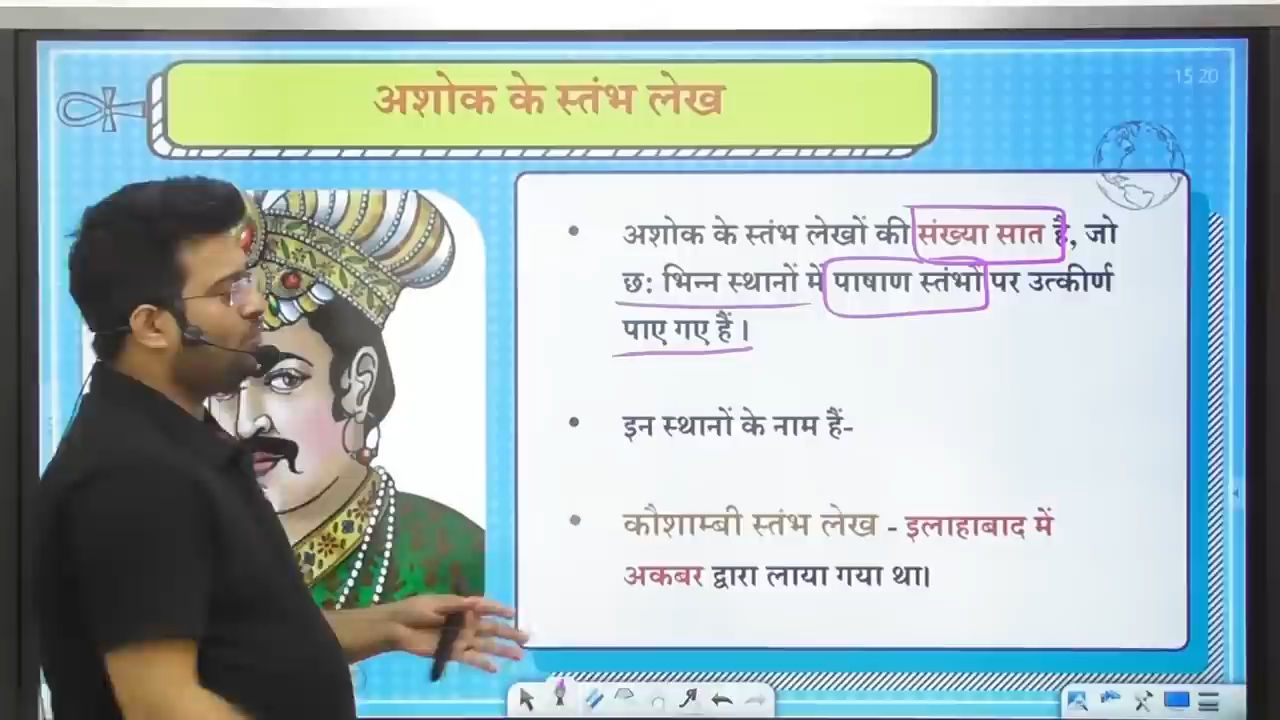 अशोक के स्तंभ लेख
15 20
अशोक के स्तंभ लेखों की संख्या सात है, जो
छ: भिन्न स्थानों में पाषाण स्तंभों पर उत्कीर्ण
पाए गए हैं।
इन स्थानों के नाम हैं-
कौशाम्बी स्तंभ लेख - इलाहाबाद में
अकबर द्वारा लाया गया था।